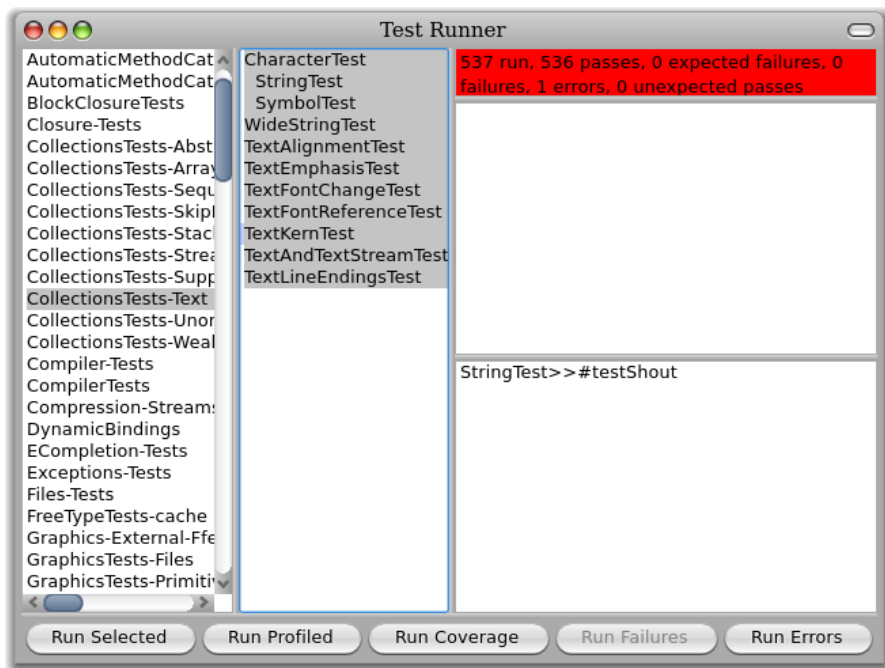 Test Runner
AutomaticMethodCat
AutomaticMethodCat
BlockClosureTests
Closure-Tests
CollectionsTests-Abst
CollectionsTests-Array
CollectionsTests-Sequ
CollectionsTests-Skip
CollectionsTests-Stac
CollectionsTests-Strea
CollectionsTests-Supp
CollectionsTests-Text
CollectionsTests-Unor
CollectionsTests-Weal
Compiler-Tests
CompilerTests
Compression-Streams
DynamicBindings
ECompletion-Tests
Exceptions-Tests
Files-Tests
FreeTypeTests-cache
Graphics-External-Ffe
GraphicsTests-Files
GraphicsTests-Primiti
CharacterTest
StringTest
SymbolTest
WideStringTest
TextAlignmentTest
TextEmphasisTest
TextFontChangeTest
TextFontReferenceTest
TextKernTest
TextAndTextStreamTest
TextLineEndingsTest
537 run, 536 passes, 0 expected failures, 0
failures, 1 errors, 0 unexpected passes
StringTest>>#testShout
Run Selected
Run Profiled
Run Coverage
Run Failures
Run Errors